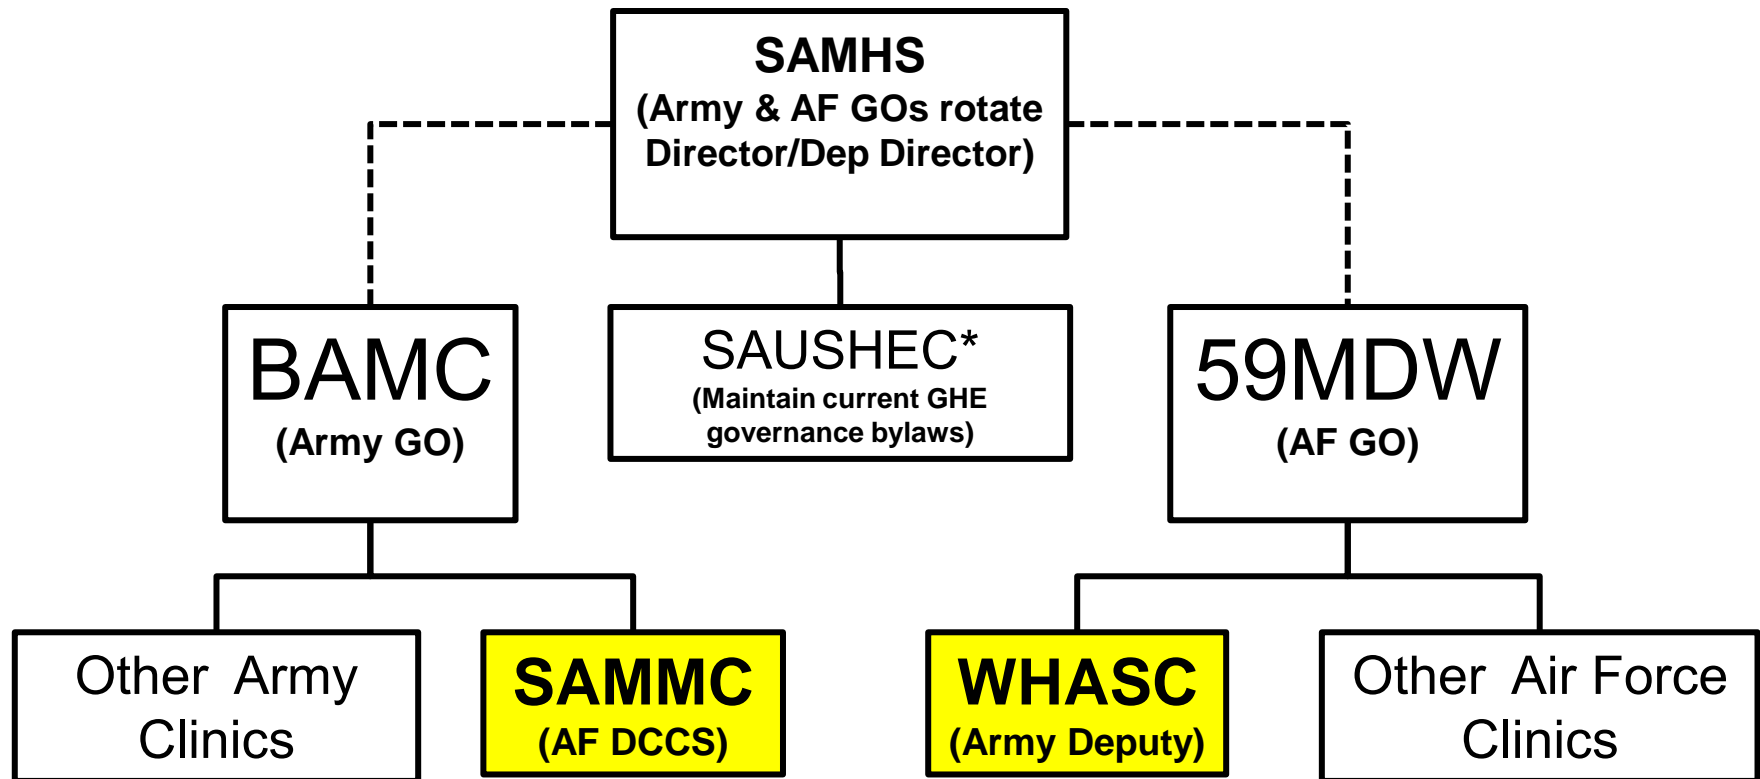 SAMHS
(Army & AF GOs rotate
Director/Dep Director)
BAMC
(Army GO)
SAUSHEC*
(Maintain current GHE
governance bylaws)
59MDW
(AF GO)
Other Army
Clinics
SAMMC
(AF DCCS)
WHASC
(Army Deputy)
Other Air Force
Clinics